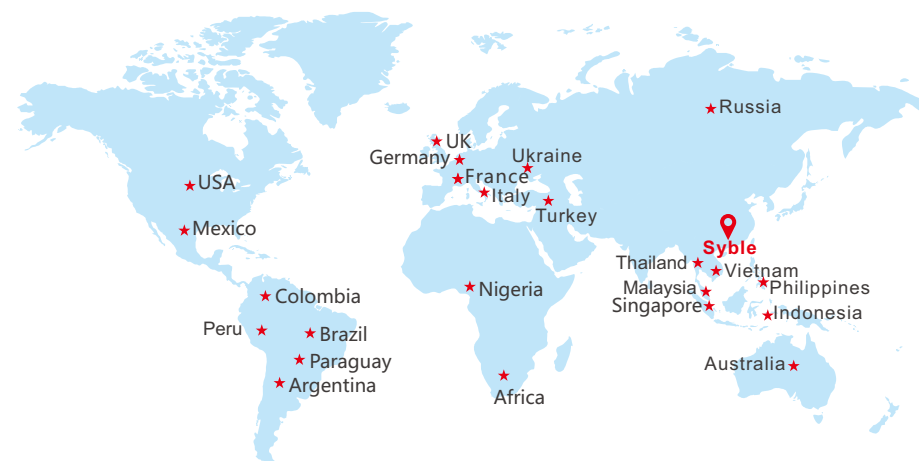 Russia
UK
Germany
Ukraine
France
Italy
USA
Turkey
Mexico
Syble
Thailand
Vietnam
Malaysia
Philippines
Nigeria
Colombia
Singapore
Indonesia
Peru
Brazil
Paraguay
Australia
Argentina
Africa